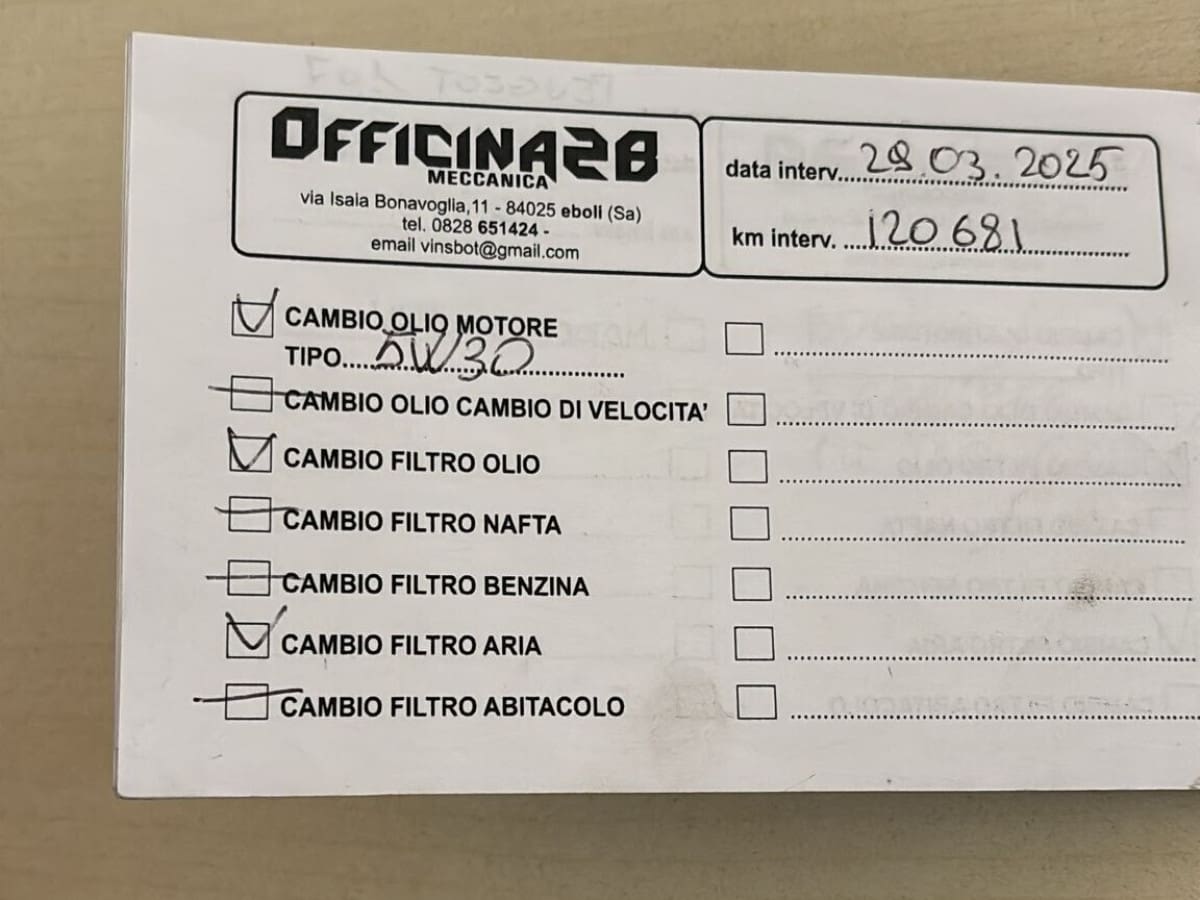 OFFICINA2B
MECCANICA
via Isaia Bonavoglia,11 - 84025 eboli (Sa)
tel. 0828 651424 -
email vinsbot@gmail.com
data interv. 28.03.2025
km interv. 120681
CAMBIO OLIO MOTORE
TIPO 5W30
CAMBIO OLIO CAMBIO DI VELOCITA'
CAMBIO FILTRO OLIO
CAMBIO FILTRO NAFTA
CAMBIO FILTRO BENZINA
CAMBIO FILTRO ARIA
CAMBIO FILTRO ABITACOLO